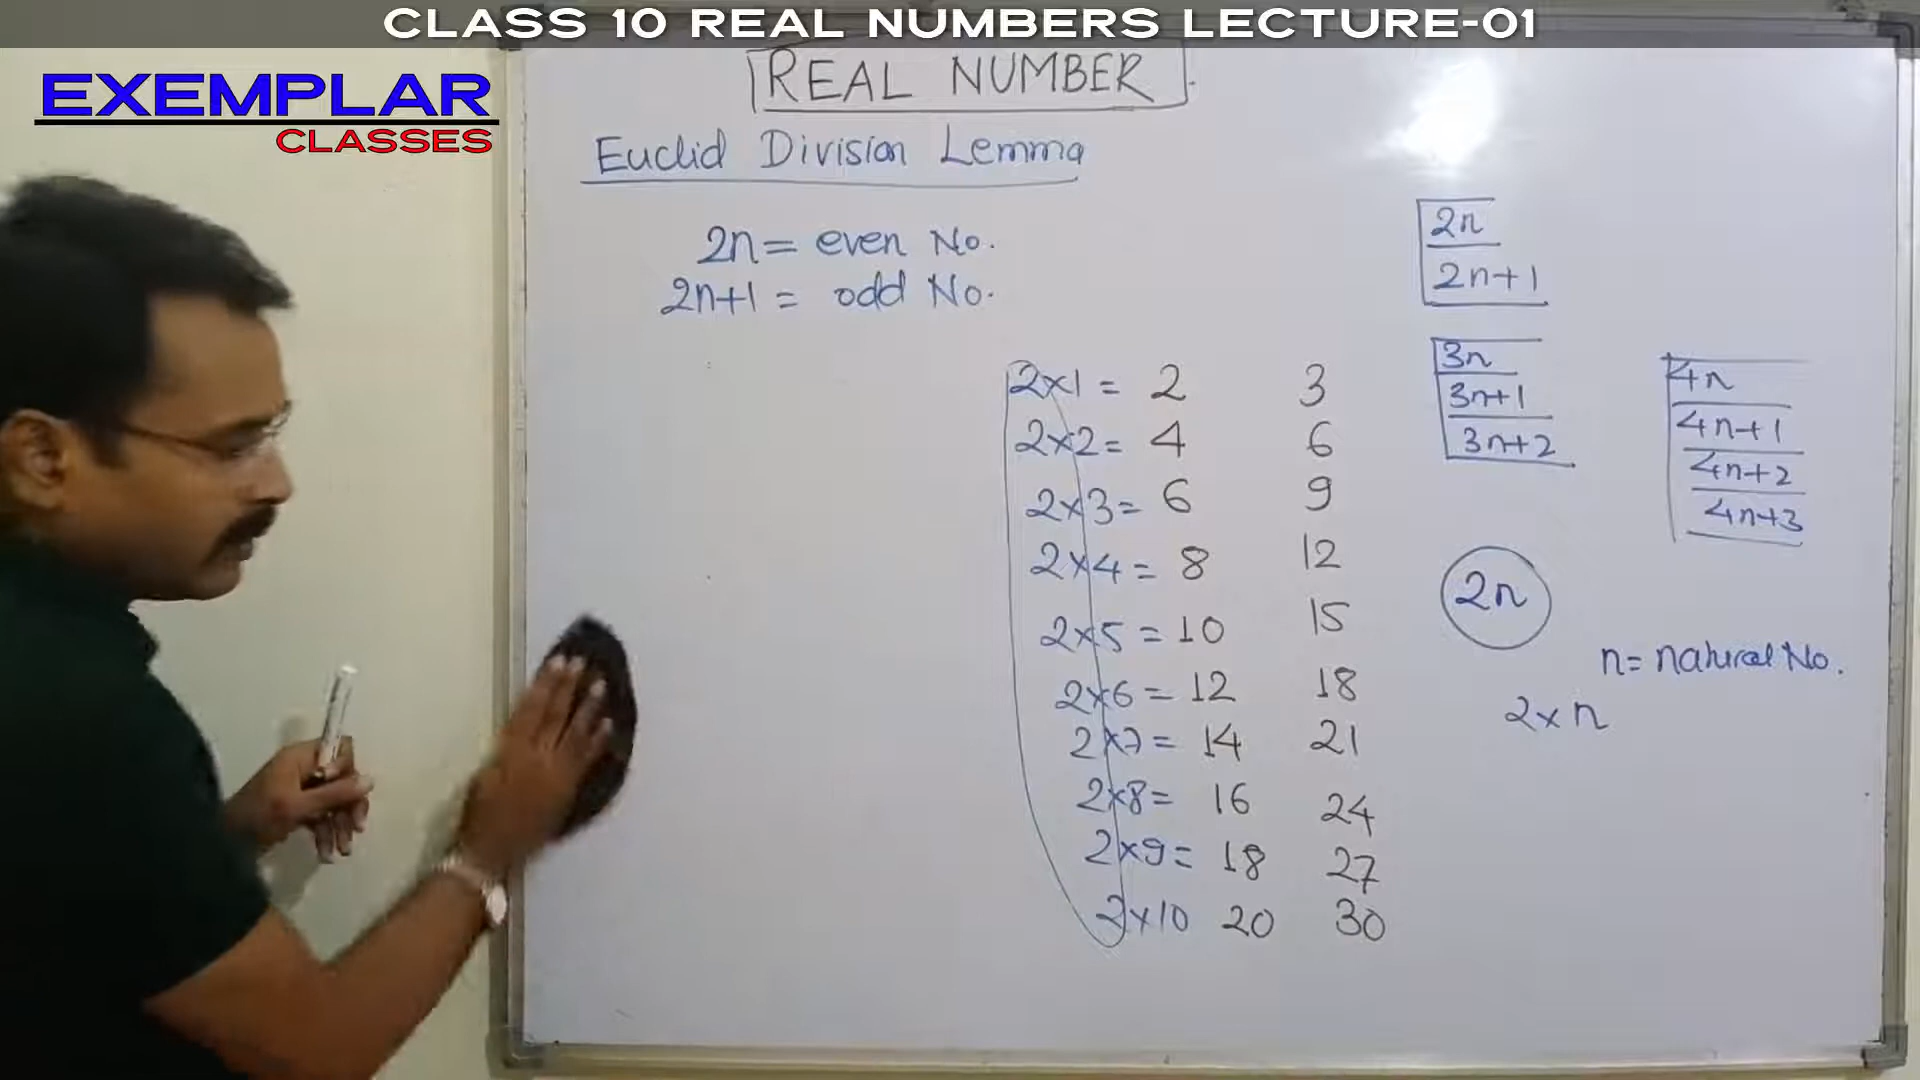 CLASS 10 REAL NUMBERS LECTURE-01
EXEMPLAR
CLASSES
REAL NUMBER
Euclid Division Lemma
2n = even No.
2n+1 = odd No.
2×1 = 2 3
2×2 = 4 6
2×3 = 6 9
2×4 = 8 12
2×5 = 10 15
2×6 = 12 18
2×7 = 14 21
2×8 = 16 24
2×9 = 18 27
2×10 20 30
2n
2n+1
3n
3n+1
3n+2
4n
4n+1
4n+2
4n+3
2n
n = natural No.
2×n